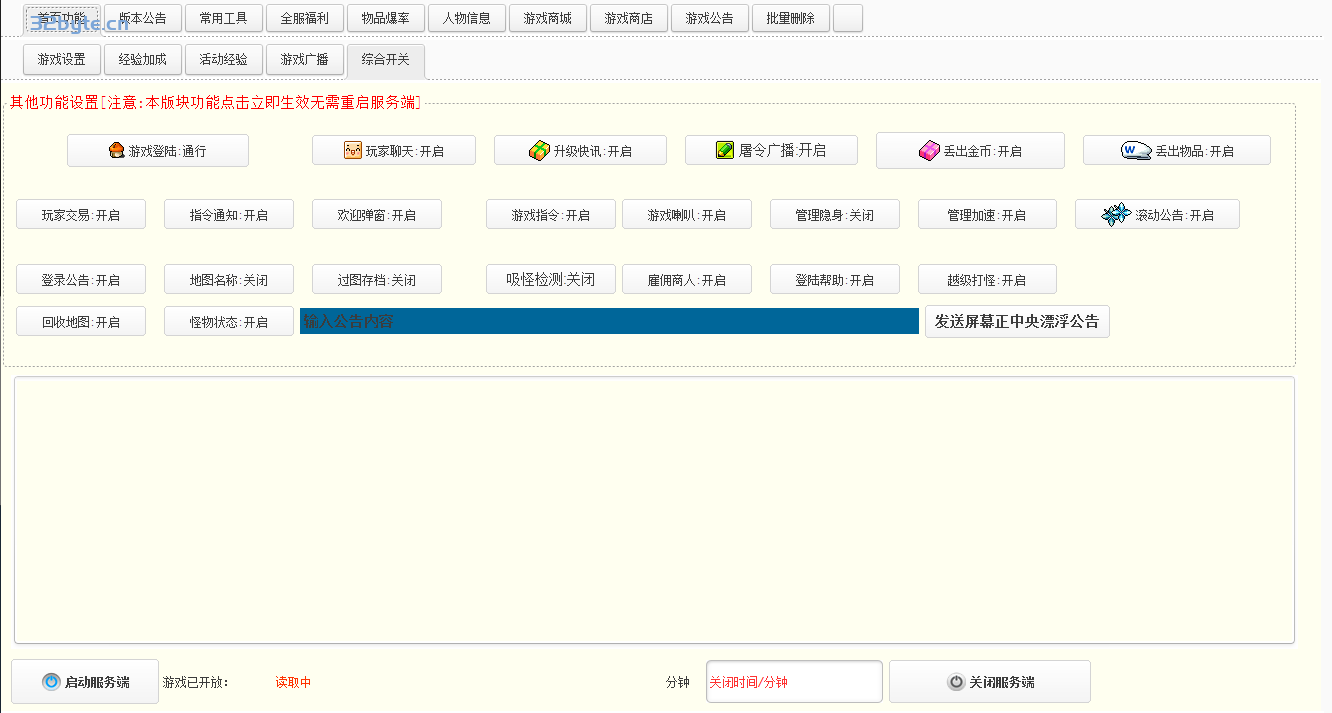 首页功能 版本公告 常用工具 全服福利 物品爆率 人物信息 游戏商城 游戏商店 游戏公告 批量删除
32byte.cn
游戏设置 经验加成 活动经验 游戏广播 综合开关
其他功能设置[注意:本版块功能点击立即生效无需重启服务端]
游戏登陆:通行 玩家聊天:开启 升级快讯:开启 屠令广播:开启 丢出金币:开启 丢出物品:开启
玩家交易:开启 指令通知:开启 欢迎弹窗:开启 游戏指令:开启 游戏喇叭:开启 管理隐身:关闭 管理加速:开启 滚动公告:开启
登录公告:开启 地图名称:关闭 过图存档:关闭 吸怪检测:关闭 雇佣商人:开启 登陆帮助:开启 越级打怪:开启
回收地图:开启 怪物状态:开启 输入公告内容 发送屏幕正中央漂浮公告
启动服务端 游戏已开放: 读取中 分钟 关闭时间/分钟 关闭服务端